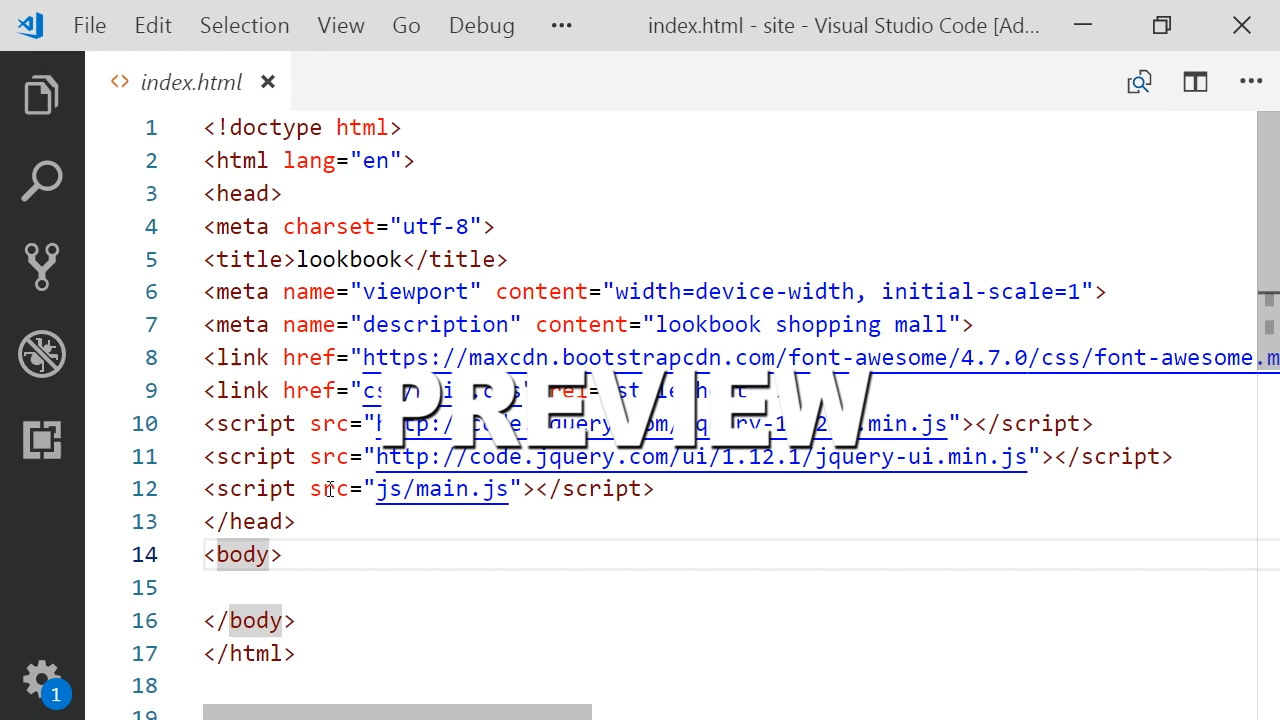 File Edit Selection View Go Debug ··· index.html - site - Visual Studio Code [Ad...
<> index.html
1 <!doctype html>
2 <html lang="en">
3 <head>
4 <meta charset="utf-8">
5 <title>lookbook</title>
6 <meta name="viewport" content="width=device-width, initial-scale=1">
7 <meta name="description" content="lookbook shopping mall">
8 <link href="https://maxcdn.bootstrapcdn.com/font-awesome/4.7.0/css/font-awesome.m
9 <link href="
PREVIEW
10 <script src=" .min.js"></script>
11 <script src="http://code.jquery.com/ui/1.12.1/jquery-ui.min.js"></script>
12 <script src="js/main.js"></script>
13 </head>
14 <body>
15
16 </body>
17 </html>
18
19
1